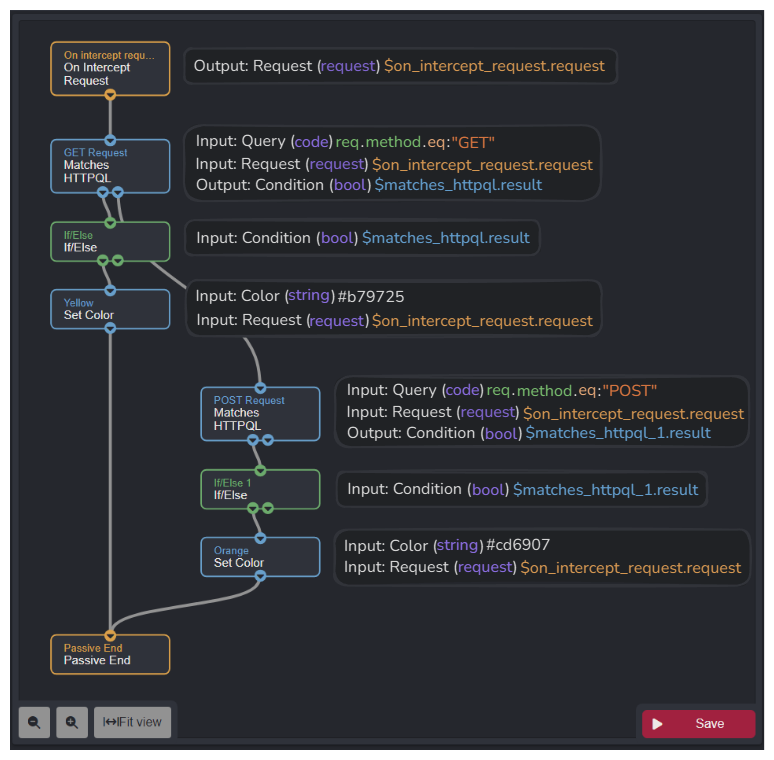 On intercept requ...
On Intercept
Request
Output: Request (request) $on_intercept_request.request
GET Request
Matches
HTTPQL
Input: Query (code) req.method.eq:"GET"
Input: Request (request) $on_intercept_request.request
Output: Condition (bool) $matches_httpql.result
If/Else
If/Else
Input: Condition (bool) $matches_httpql.result
Yellow
Set Color
Input: Color (string) #b79725
Input: Request (request) $on_intercept_request.request
POST Request
Matches
HTTPQL
Input: Query (code) req.method.eq:"POST"
Input: Request (request) $on_intercept_request.request
Output: Condition (bool) $matches_httpql_1.result
If/Else 1
If/Else
Input: Condition (bool) $matches_httpql_1.result
Orange
Set Color
Input: Color (string) #cd6907
Input: Request (request) $on_intercept_request.request
Passive End
Passive End
Fit view
Save